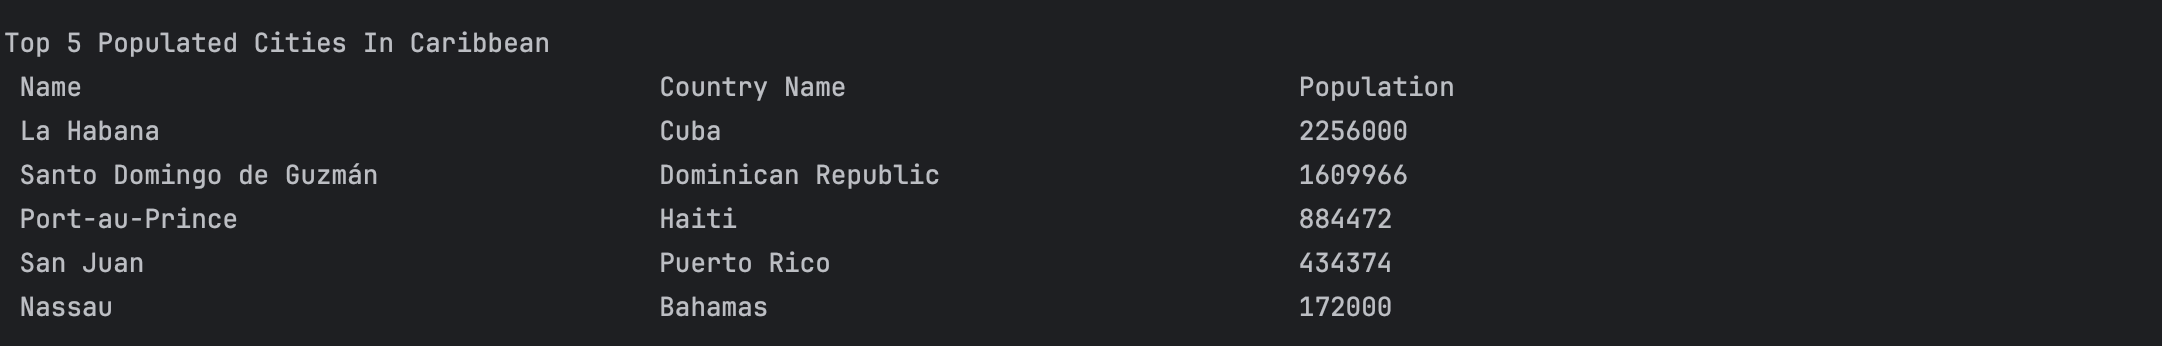 Top 5 Populated Cities In Caribbean
Name Country Name Population
La Habana Cuba 2256000
Santo Domingo de Guzmán Dominican Republic 1609966
Port-au-Prince Haiti 884472
San Juan Puerto Rico 434374
Nassau Bahamas 172000